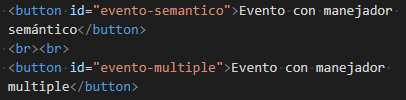 <button id="evento-semantico">Evento con manejador
semántico</button>
<br><br>
<button id="evento-multiple">Evento con manejador
multiple</button>